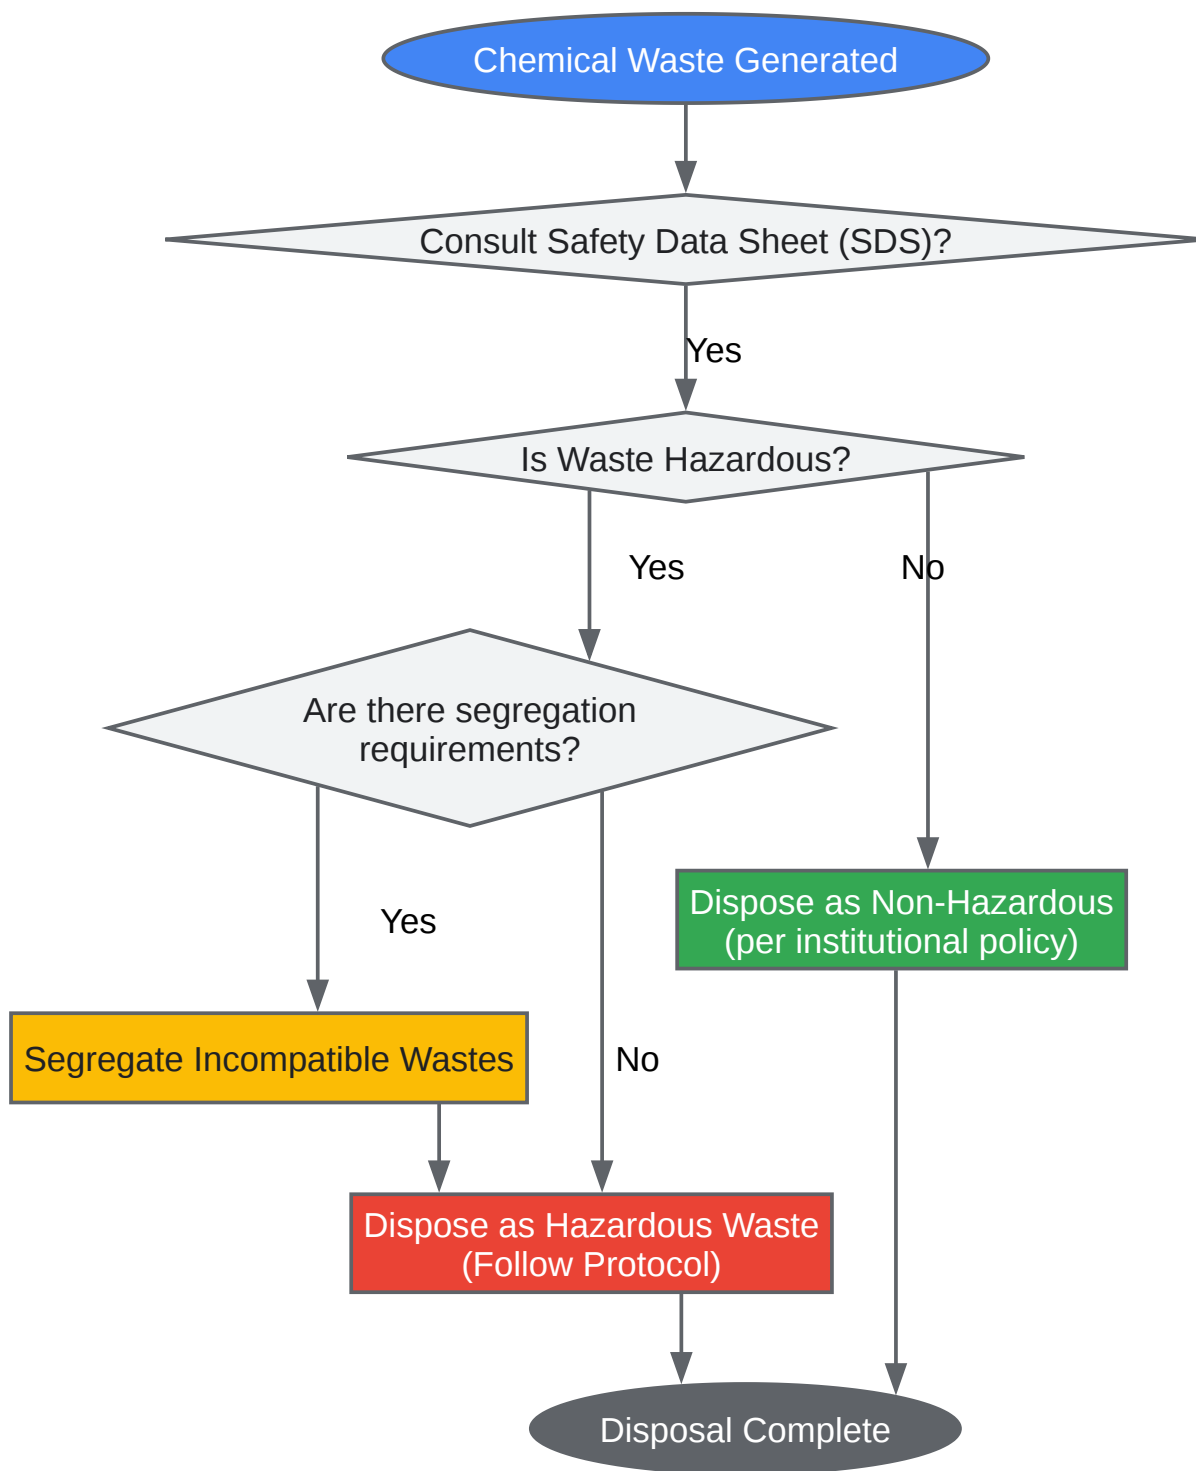 Chemical Waste Generated
Consult Safety Data Sheet (SDS)?
Yes
Is Waste Hazardous?
Yes
No
Are there segregation
requirements?
Dispose as Non-Hazardous
(per institutional policy)
Yes
Segregate Incompatible Wastes
No
Dispose as Hazardous Waste
(Follow Protocol)
Disposal Complete